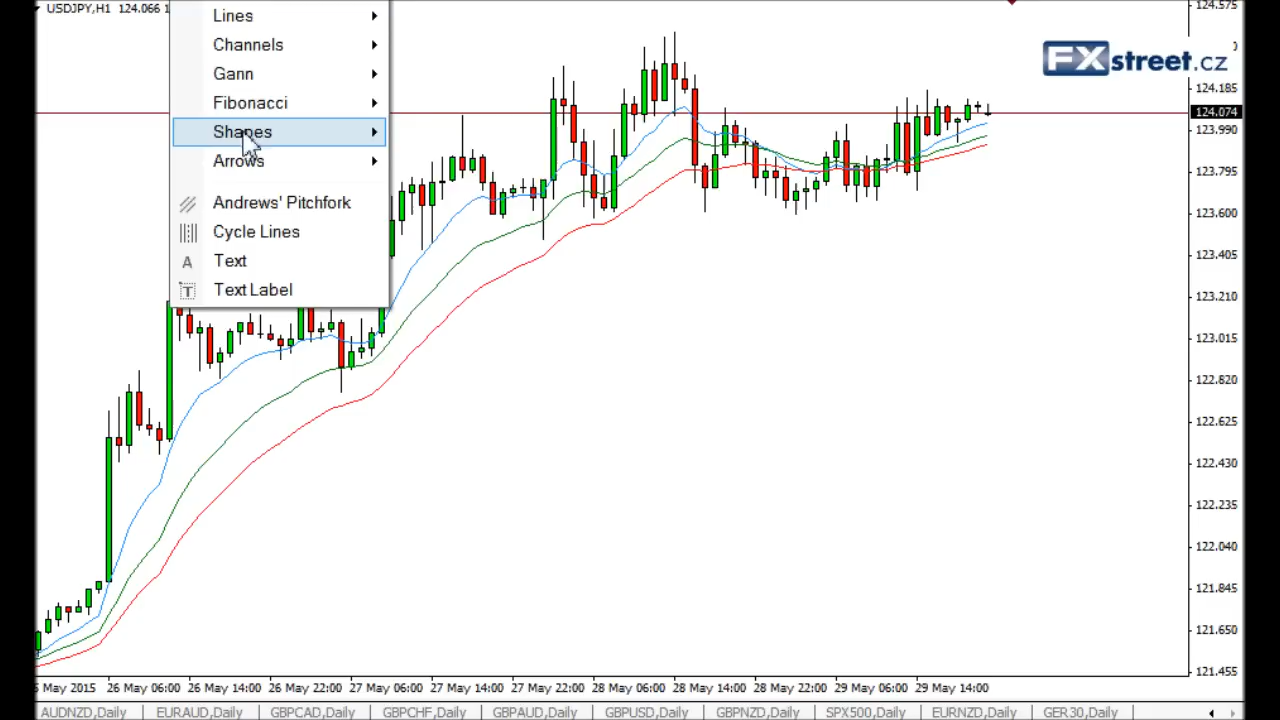 USDJPY,H1 124.066 1
Lines
Channels
Gann
Fibonacci
Shapes
Arrows
Andrews' Pitchfork
Cycle Lines
Text
Text Label
FXstreet.cz
124.575
124.185
124.074
123.990
123.795
123.600
123.405
123.210
123.015
122.820
122.625
122.430
122.235
122.040
121.845
121.650
121.455
May 2015 26 May 06:00 26 May 14:00 26 May 22:00 27 May 06:00 27 May 14:00 27 May 22:00 28 May 06:00 28 May 14:00 28 May 22:00 29 May 06:00 29 May 14:00
AUDNZD,Daily EURAUD,Daily GBPCAD,Daily GBPCHF,Daily GBPAUD,Daily GBPUSD,Daily GBPNZD,Daily SPX500,Daily EURNZD,Daily GER30,Daily